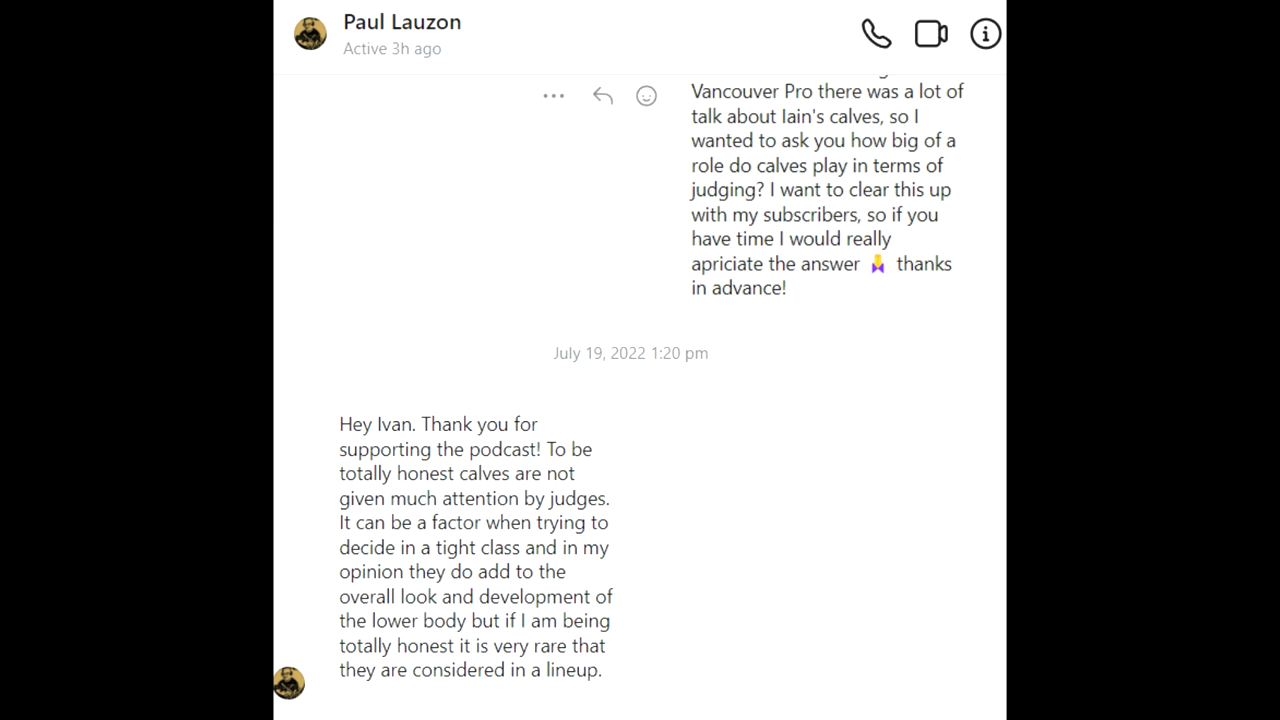 Paul Lauzon
Active 3h ago
Vancouver Pro there was a lot of
talk about Iain's calves, so I
wanted to ask you how big of a
role do calves play in terms of
judging? I want to clear this up
with my subscribers, so if you
have time I would really
apriciate the answer 🙏 thanks
in advance!
July 19, 2022 1:20 pm
Hey Ivan. Thank you for
supporting the podcast! To be
totally honest calves are not
given much attention by judges.
It can be a factor when trying to
decide in a tight class and in my
opinion they do add to the
overall look and development of
the lower body but if I am being
totally honest it is very rare that
they are considered in a lineup.